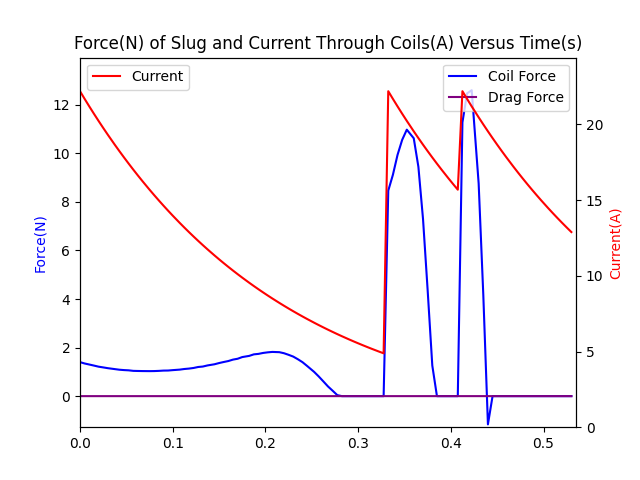 Force(N) of Slug and Current Through Coils(A) Versus Time(s)
Current
Coil Force
Drag Force
12
10
8
6
4
2
0
Force(N)
20
15
10
5
0
Current(A)
0.0 0.1 0.2 0.3 0.4 0.5